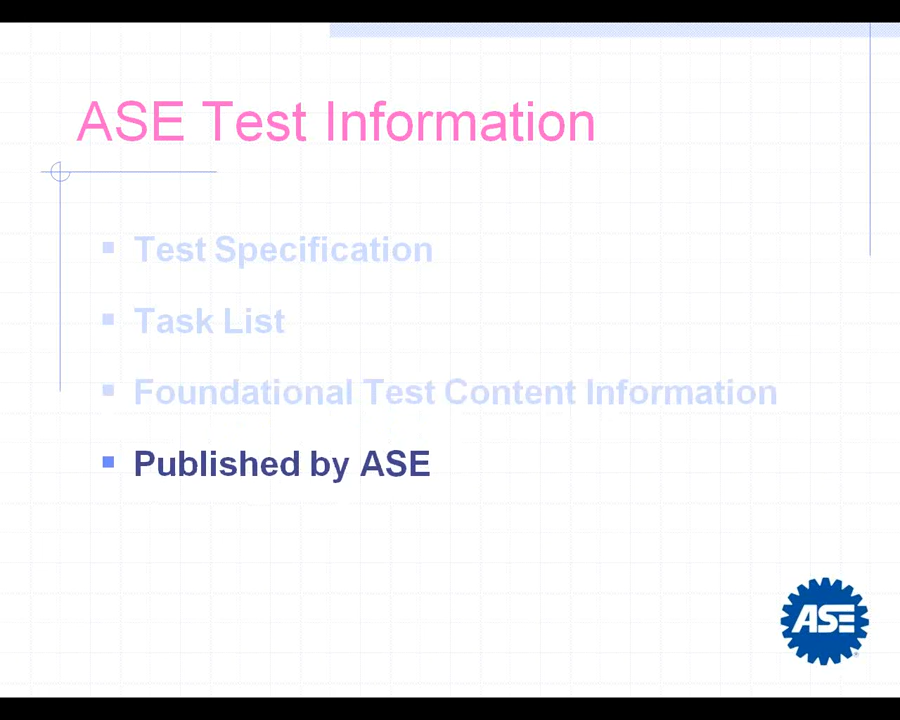 ASE Test Information
Test Specification
Task List
Foundational Test Content Information
Published by ASE
ASE